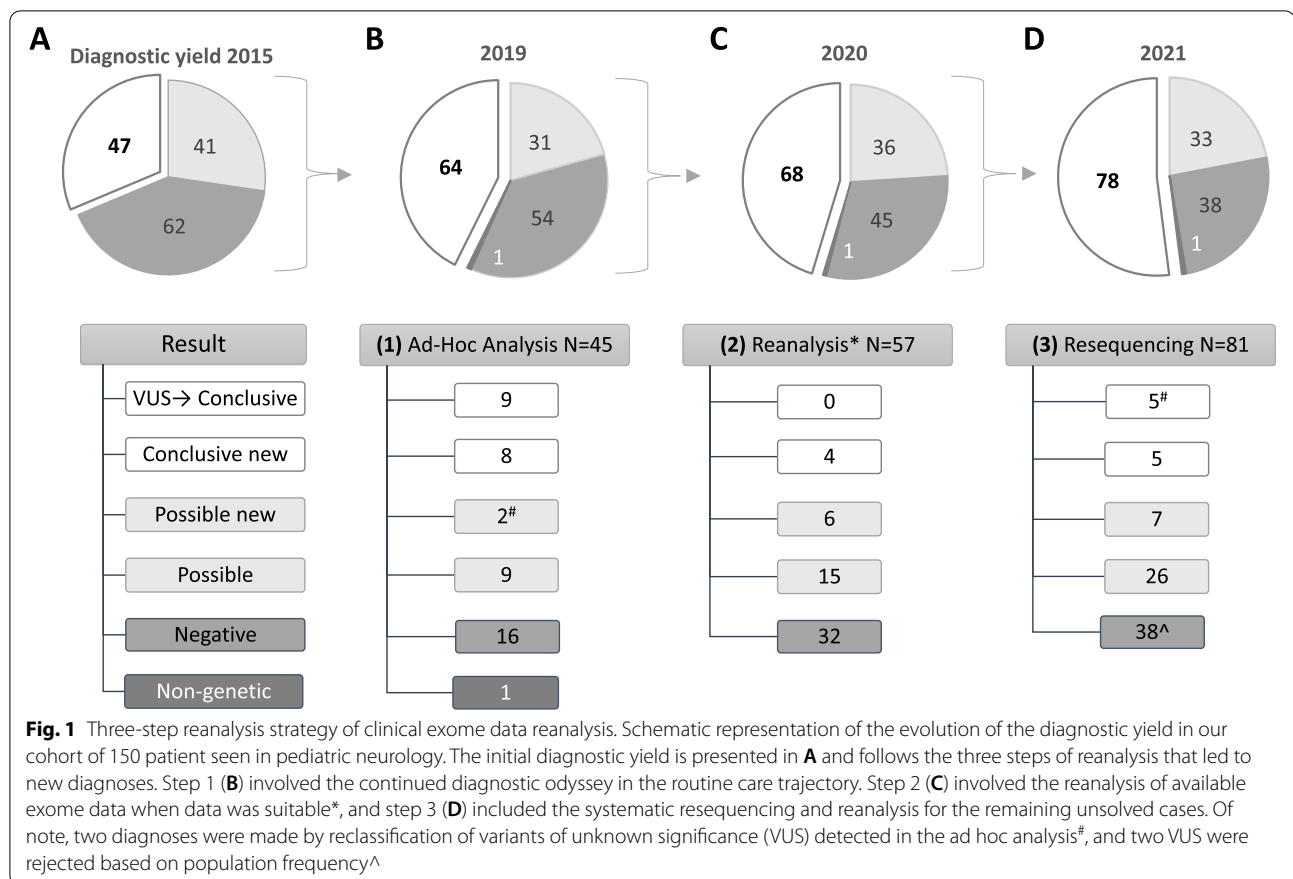 A
B
C
D
Diagnostic yield 2015
2019
2020
2021
47
41
62
64
31
54
1
68
36
45
1
78
33
38
1
Result
(1) Ad-Hoc Analysis N=45
(2) Reanalysis* N=57
(3) Resequencing N=81
VUS→ Conclusive
9
0
5#
Conclusive new
8
4
5
Possible new
2#
6
7
Possible
9
15
26
Negative
16
32
38^
Non-genetic
1
Fig. 1 Three-step reanalysis strategy of clinical exome data reanalysis. Schematic representation of the evolution of the diagnostic yield in our
cohort of 150 patient seen in pediatric neurology. The initial diagnostic yield is presented in A and follows the three steps of reanalysis that led to
new diagnoses. Step 1 (B) involved the continued diagnostic odyssey in the routine care trajectory. Step 2 (C) involved the reanalysis of available
exome data when data was suitable*, and step 3 (D) included the systematic resequencing and reanalysis for the remaining unsolved cases. Of
note, two diagnoses were made by reclassification of variants of unknown significance (VUS) detected in the ad hoc analysis#, and two VUS were
rejected based on population frequency^